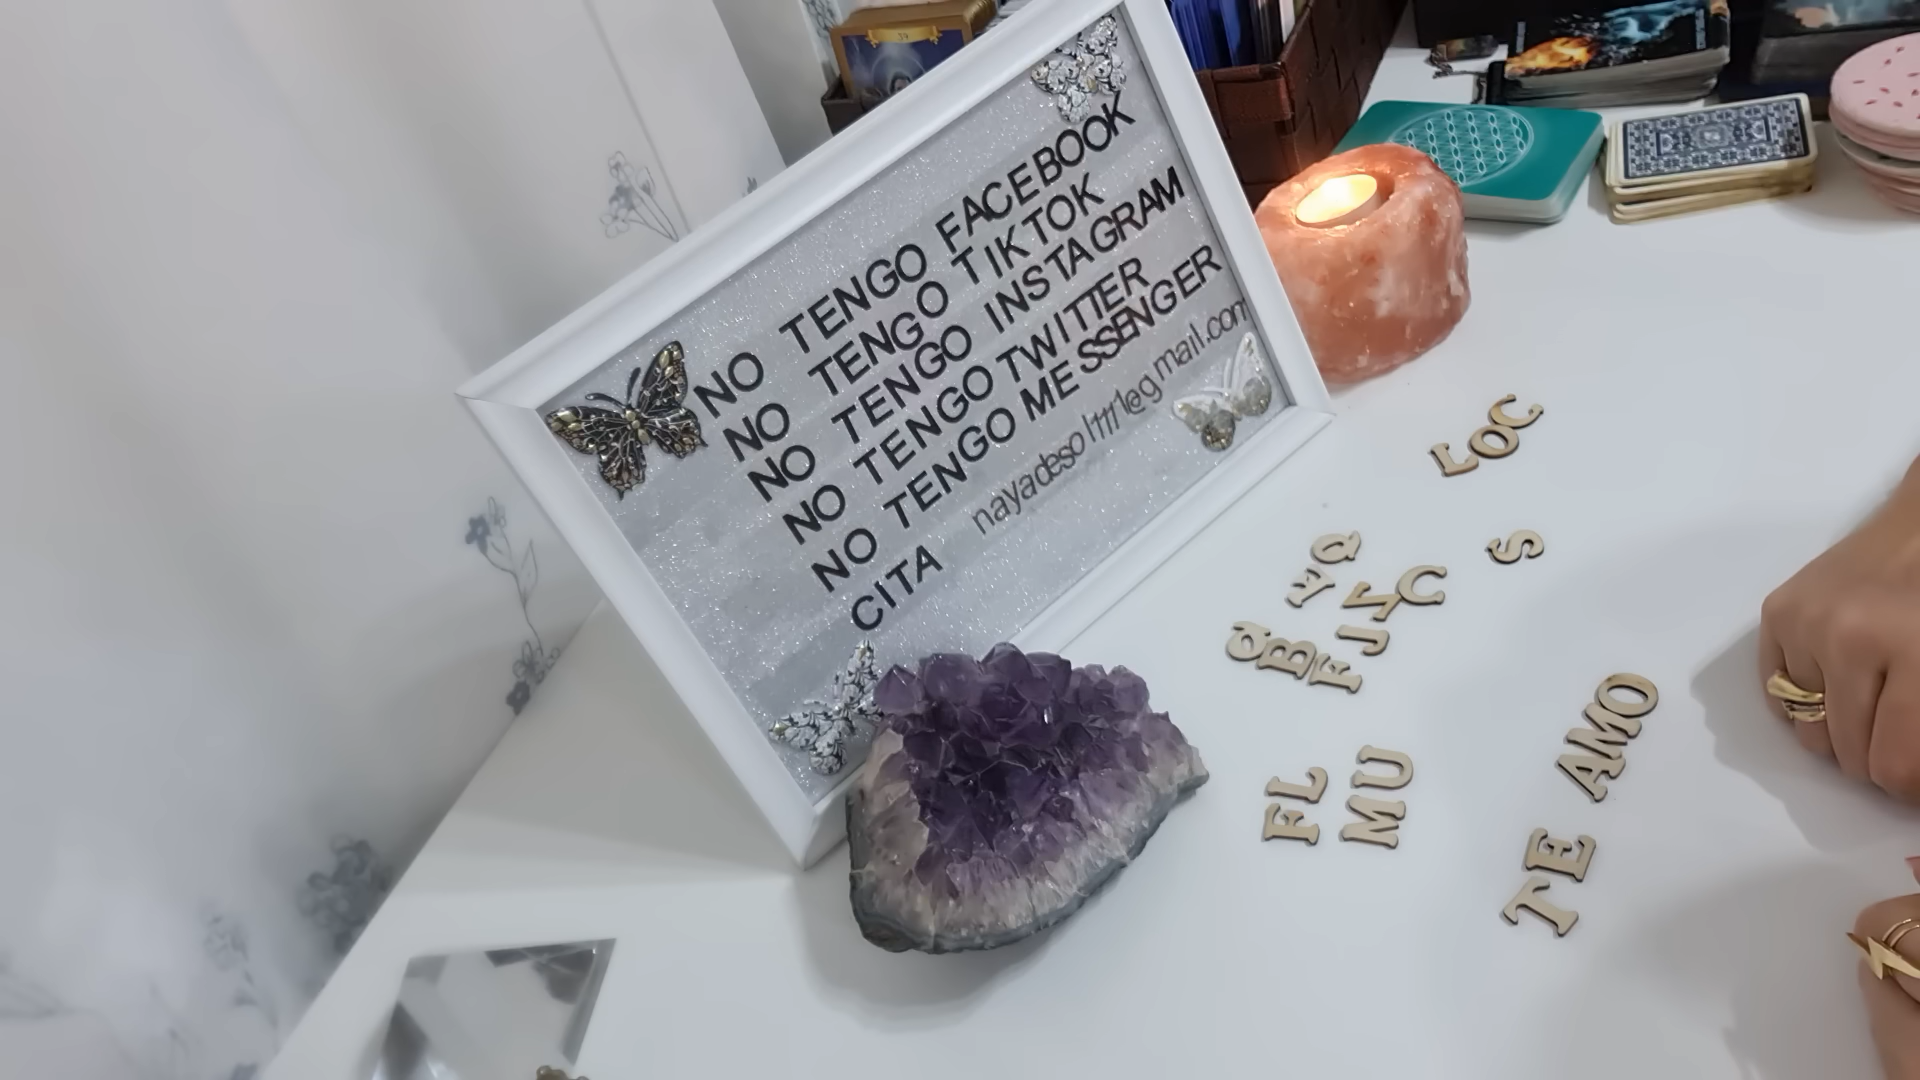 NO TENGO FACEBOOK
NO TENGO TIKTOK
NO TENGO INSTAGRAM
NO TENGO TWITTER
NO TENGO MESSENGER
CITA
39
LOC
S
TE AMO
FL
MU